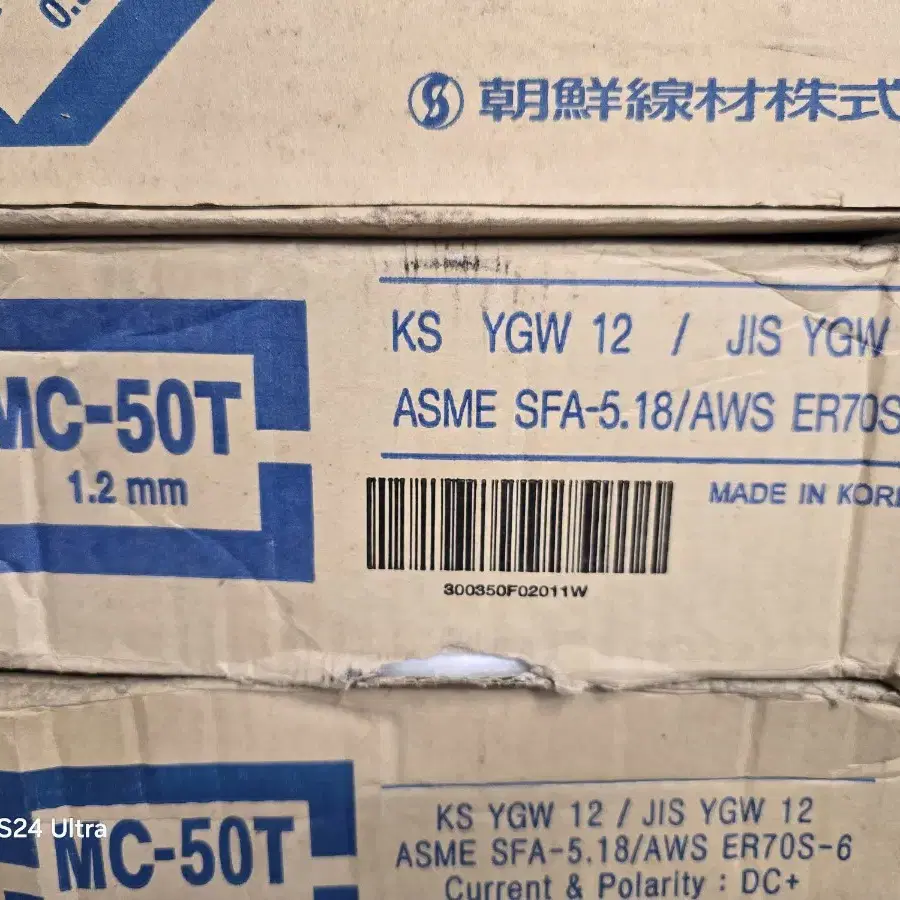 朝鮮線材株式
KS YGW 12 / JIS YGW
ASME SFA-5.18/AWS ER70S
MC-50T
1.2 mm
MADE IN KORE
300350F02011W
S24 Ultra
MC-50T
KS YGW 12 / JIS YGW 12
ASME SFA-5.18/AWS ER70S-6
Current & Polarity : DC+